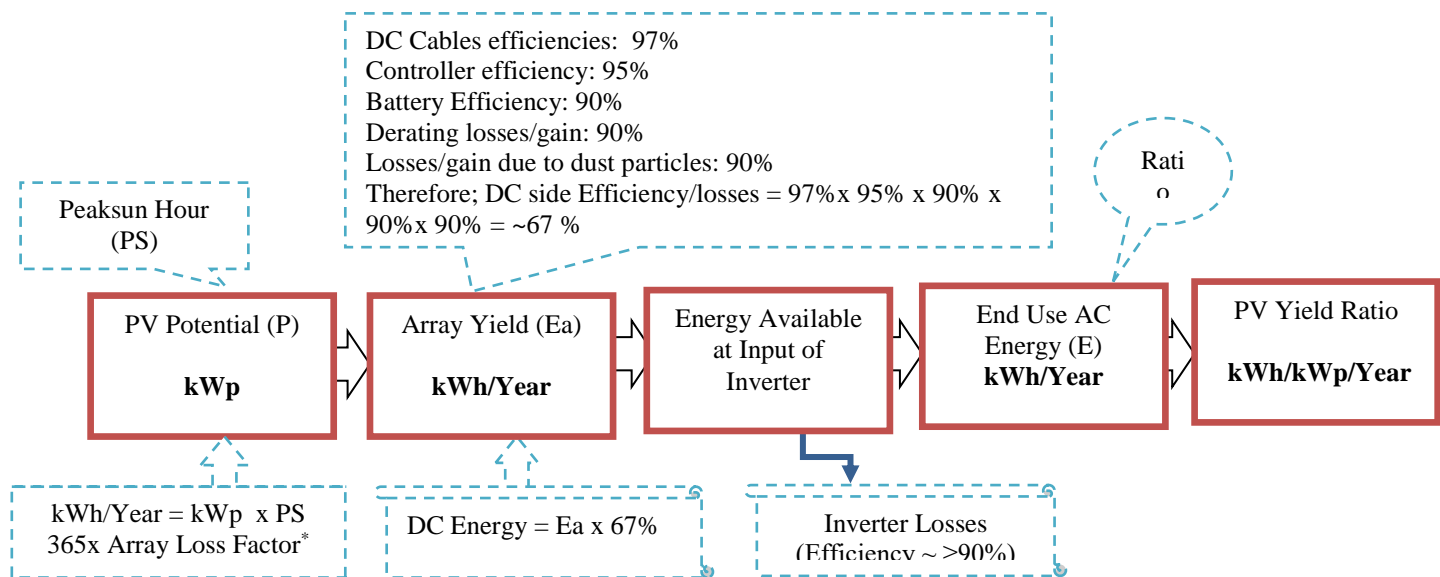 DC Cables efficiencies:  97%
Controller efficiency: 95%
Battery Efficiency: 90%
Derating losses/gain: 90%
Losses/gain due to dust particles: 90%
Therefore; DC side Efficiency/losses = 97%x 95% x 90% x
90%x 90% = ~67 %
Peaksun Hour
(PS)
Rati
o
PV Potential (P)
kWp
Array Yield (Ea)
kWh/Year
Energy Available
at Input of
Inverter
End Use AC
Energy (E)
kWh/Year
PV Yield Ratio
kWh/kWp/Year
kWh/Year = kWp  x PS
365x Array Loss Factor*
DC Energy = Ea x 67%
Inverter Losses
(Efficiency ~ >90%)